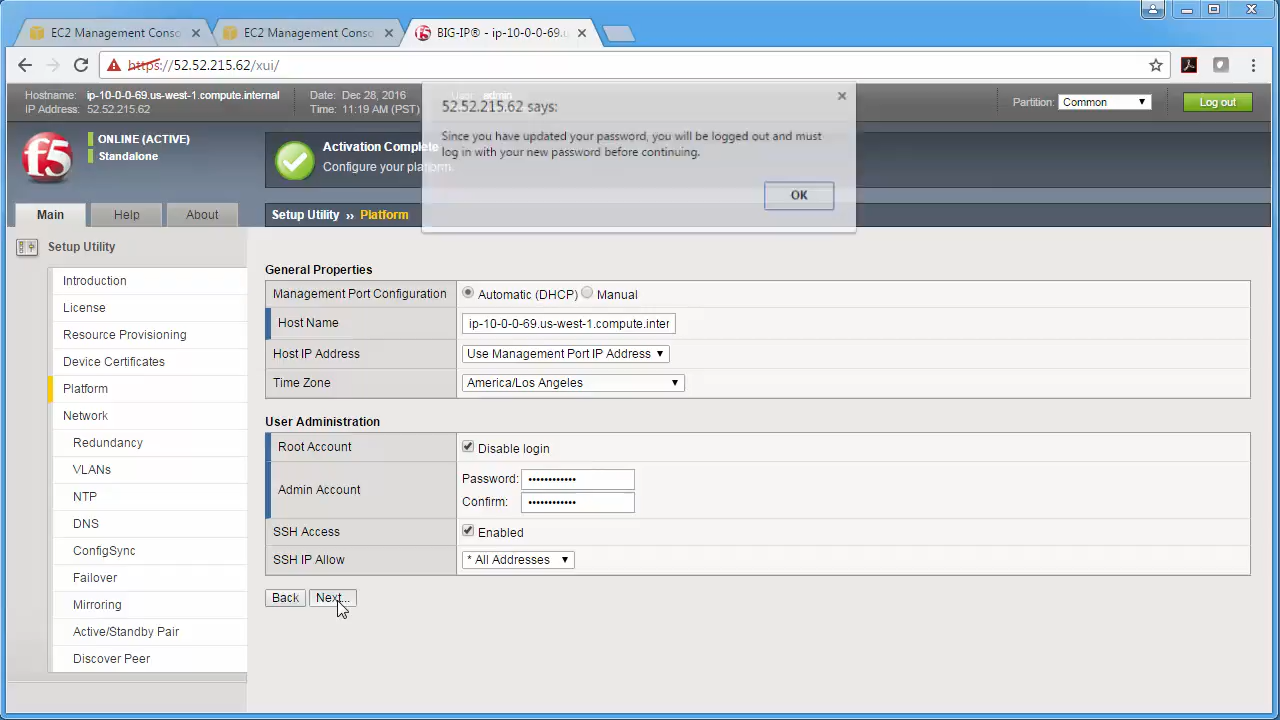 EC2 Management Conso
EC2 Management Conso
BIG-IP® - ip-10-0-0-69.u
https://52.52.215.62/xui/
Hostname: ip-10-0-0-69.us-west-1.compute.internal
IP Address: 52.52.215.62
Date: Dec 28, 2016
Time: 11:19 AM (PST)
admin
Partition: Common
Log out
52.52.215.62 says:
Since you have updated your password, you will be logged out and must
log in with your new password before continuing.
OK
f5
ONLINE (ACTIVE)
Standalone
Activation Complete
Configure your platform.
Main
Help
About
Setup Utility »» Platform
Setup Utility
Introduction
License
Resource Provisioning
Device Certificates
Platform
Network
Redundancy
VLANs
NTP
DNS
ConfigSync
Failover
Mirroring
Active/Standby Pair
Discover Peer
General Properties
Management Port Configuration
Automatic (DHCP) Manual
Host Name
ip-10-0-0-69.us-west-1.compute.inter
Host IP Address
Use Management Port IP Address
Time Zone
America/Los Angeles
User Administration
Root Account
Disable login
Admin Account
Password: ••••••••••••
Confirm: ••••••••••••
SSH Access
Enabled
SSH IP Allow
* All Addresses
Back
Next...